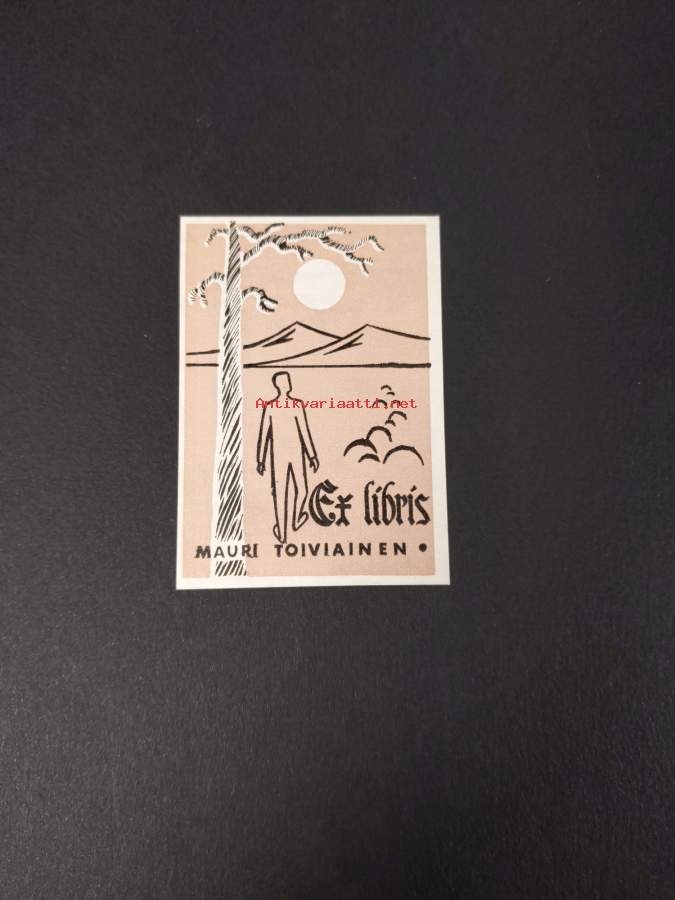 Antikvariaatti.net
Ex libris
MAURI TOIVIAINEN •